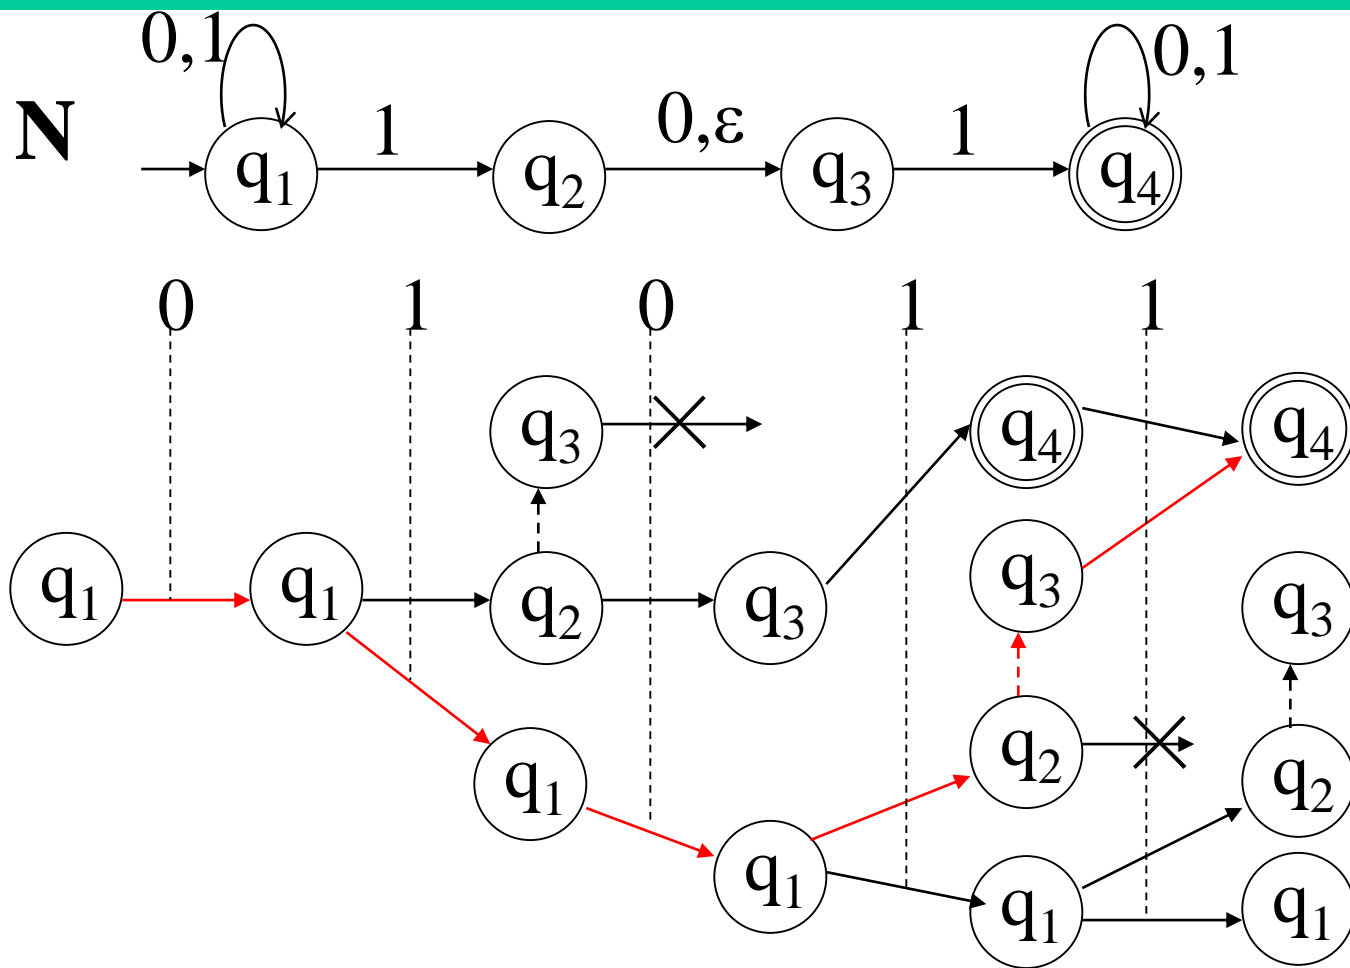 0,1 0,1
N 1 0,ε 1
q1 q2 q3 q4
0 1 0 1 1
q3 q4 q4
q1 q1 q2 q3 q3 q3
q1 q2 q2
q1 q1 q1